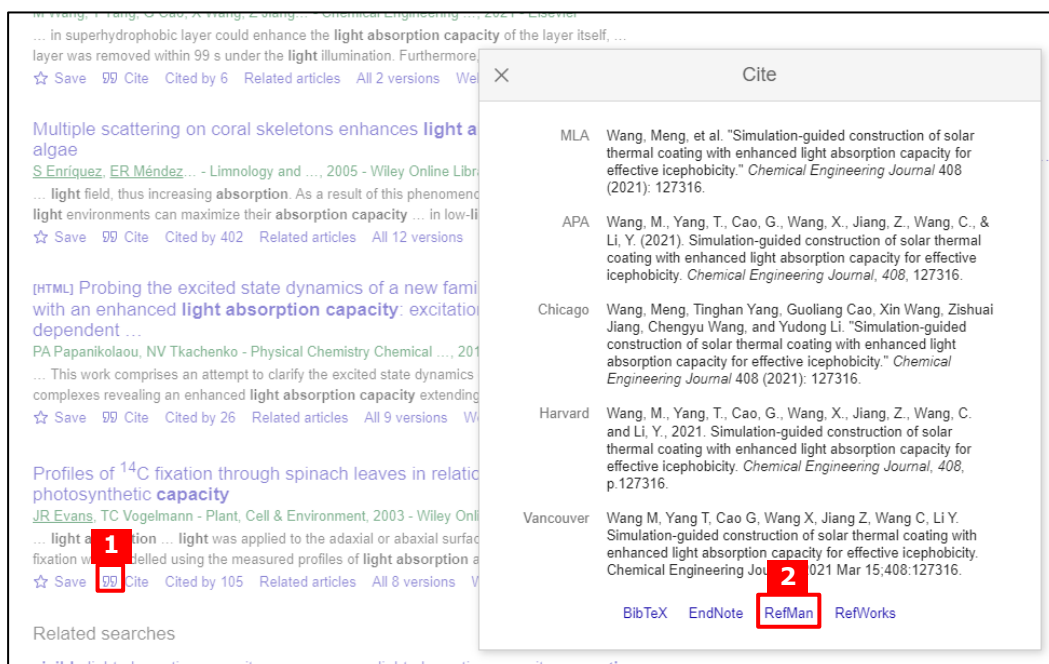 M Wang, T Yang, G Cao, X Wang, Z Jiang… - Chemical Engineering …, 2021 - Elsevier
… in superhydrophobic layer could enhance the light absorption capacity of the layer itself, …
layer was removed within 99 s under the light illumination. Furthermore,
Save Cite Cited by 6 Related articles All 2 versions
Multiple scattering on coral skeletons enhances light a
algae
S Enríquez, ER Méndez… - Limnology and …, 2005 - Wiley Online Libr
… light field, thus increasing absorption. As a result of this phenomen
light environments can maximize their absorption capacity … in low-li
Save Cite Cited by 402 Related articles All 12 versions
[HTML] Probing the excited state dynamics of a new fami
with an enhanced light absorption capacity: excitation
dependent …
PA Papanikolaou, NV Tkachenko - Physical Chemistry Chemical …, 201
… This work comprises an attempt to clarify the excited state dynamics
complexes revealing an enhanced light absorption capacity extending
Save Cite Cited by 26 Related articles All 9 versions W
Profiles of 14C fixation through spinach leaves in relatio
photosynthetic capacity
JR Evans, TC Vogelmann - Plant, Cell & Environment, 2003 - Wiley Onl
… light tion … light was applied to the adaxial or abaxial surfac
fixation w delled using the measured profiles of light absorption a
1
Save Cite Cited by 105 Related articles All 8 versions
Related searches
Cite
MLA Wang, Meng, et al. "Simulation-guided construction of solar
thermal coating with enhanced light absorption capacity for
effective icephobicity." Chemical Engineering Journal 408
(2021): 127316.
APA Wang, M., Yang, T., Cao, G., Wang, X., Jiang, Z., Wang, C., &
Li, Y. (2021). Simulation-guided construction of solar thermal
coating with enhanced light absorption capacity for effective
icephobicity. Chemical Engineering Journal, 408, 127316.
Chicago Wang, Meng, Tinghan Yang, Guoliang Cao, Xin Wang, Zishuai
Jiang, Chengyu Wang, and Yudong Li. "Simulation-guided
construction of solar thermal coating with enhanced light
absorption capacity for effective icephobicity." Chemical
Engineering Journal 408 (2021): 127316.
Harvard Wang, M., Yang, T., Cao, G., Wang, X., Jiang, Z., Wang, C.
and Li, Y., 2021. Simulation-guided construction of solar
thermal coating with enhanced light absorption capacity for
effective icephobicity. Chemical Engineering Journal, 408,
p.127316.
Vancouver Wang M, Yang T, Cao G, Wang X, Jiang Z, Wang C, Li Y.
Simulation-guided construction of solar thermal coating with
enhanced light absorption capacity for effective icephobicity.
Chemical Engineering Jou 2021 Mar 15;408:127316.
2
BibTeX EndNote RefMan RefWorks